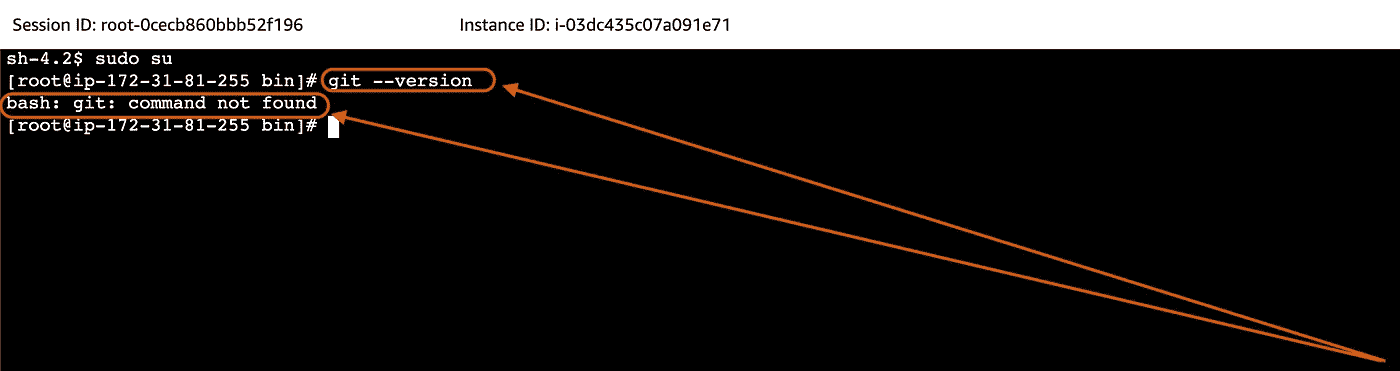 Session ID: root-0cecb860bbb52f196 Instance ID: i-03dc435c07a091e71
sh-4.2$ sudo su
[root@ip-172-31-81-255 bin]# git --version
bash: git: command not found
[root@ip-172-31-81-255 bin]#